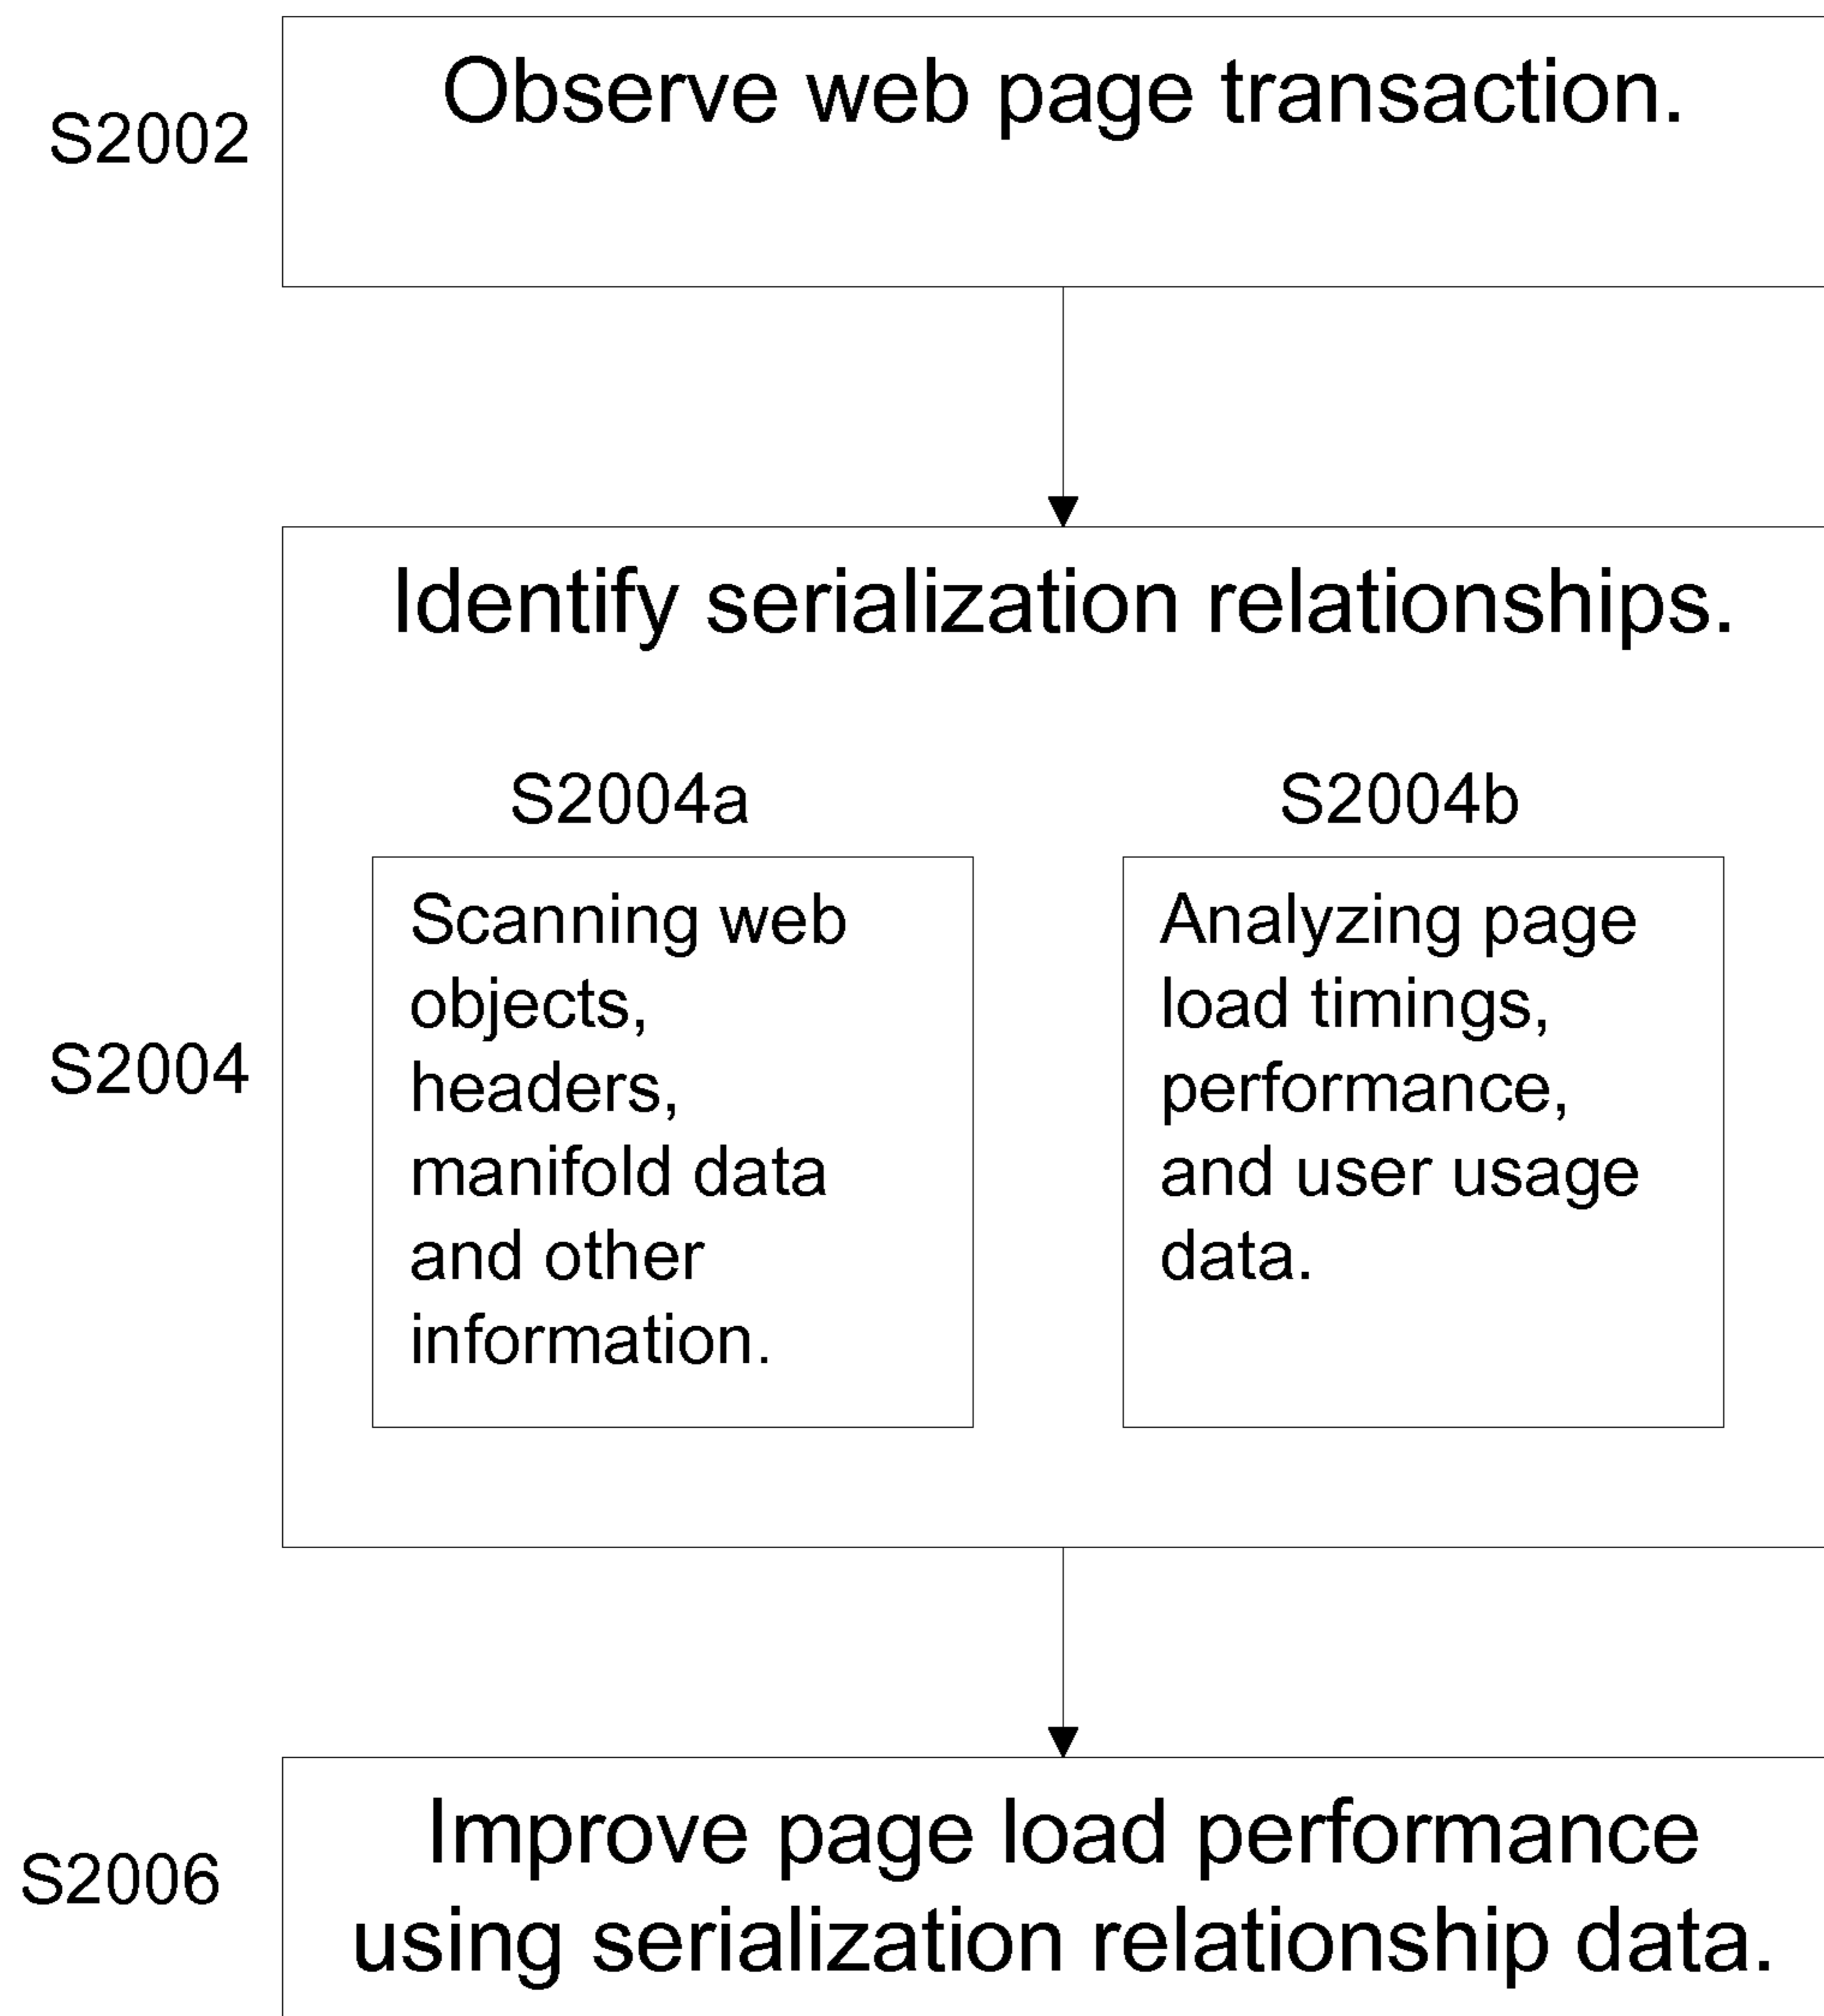 Observe web page transaction.
S2002
Identify serialization relationships.
S2004a
S2004b
Scanning web
objects,
headers,
manifold data
and other
information.
Analyzing page
load timings,
performance,
and user usage
data.
S2004
Improve page load performance
using serialization relationship data.
S2006